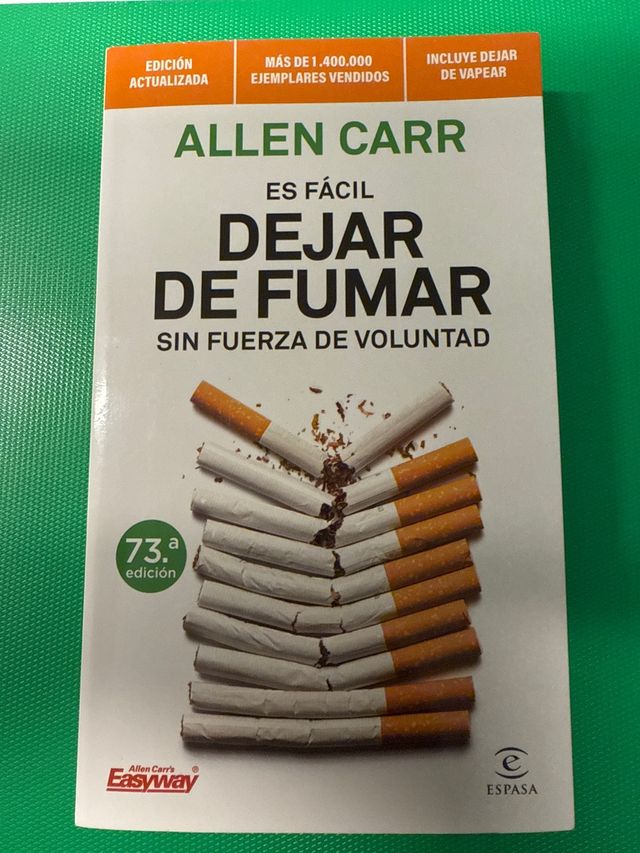 EDICIÓN
ACTUALIZADA
MÁS DE 1.400.000
EJEMPLARES VENDIDOS
INCLUYE DEJAR
DE VAPEAR
ALLEN CARR
ES FÁCIL
DEJAR
DE FUMAR
SIN FUERZA DE VOLUNTAD
73.ª
edición
Allen Carr's
Easyway®
e
ESPASA